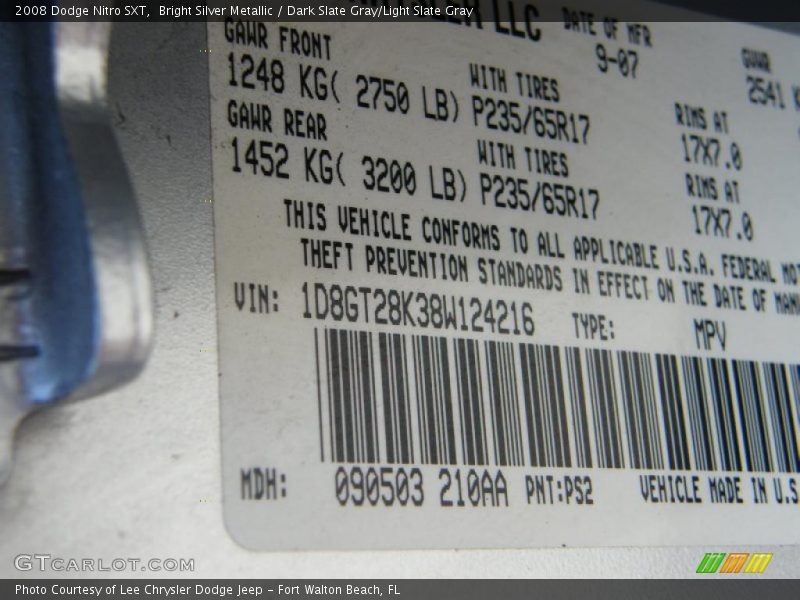 2008 Dodge Nitro SXT,  Bright Silver Metallic / Dark Slate Gray/Light Slate Gray
LLC DATE OF MFR GVWR
9-07 2541
GAWR FRONT WITH TIRES RIMS AT
1248 KG( 2750 LB) P235/65R17 17X7.0
GAWR REAR WITH TIRES RIMS AT
1452 KG( 3200 LB) P235/65R17 17X7.0
THIS VEHICLE CONFORMS TO ALL APPLICABLE U.S.A. FEDERAL
THEFT PREVENTION STANDARDS IN EFFECT ON THE DATE OF
VIN: 1D8GT28K38W124216 TYPE: MPV
MDH: 090503 210AA PNT:PS2 VEHICLE MADE IN U.S
GTCARLOT.COM
Photo Courtesy of Lee Chrysler Dodge Jeep - Fort Walton Beach, FL